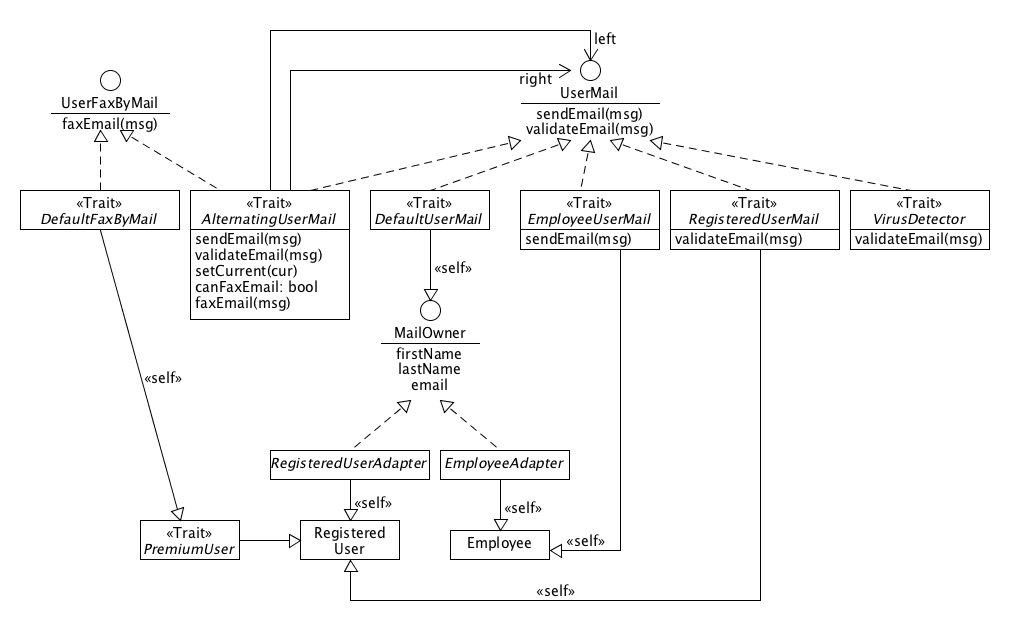 left
right
UserFaxByMail
faxEmail(msg)
UserMail
sendEmail(msg)
validateEmail(msg)
«Trait»
DefaultFaxByMail
«Trait»
AlternatingUserMail
sendEmail(msg)
validateEmail(msg)
setCurrent(cur)
canFaxEmail: bool
faxEmail(msg)
«Trait»
DefaultUserMail
«Trait»
EmployeeUserMail
sendEmail(msg)
«Trait»
RegisteredUserMail
validateEmail(msg)
«Trait»
VirusDetector
validateEmail(msg)
«self»
MailOwner
firstName
lastName
email
«self»
RegisteredUserAdapter
EmployeeAdapter
«self»
«self»
«Trait»
PremiumUser
Registered
User
Employee
«self»
«self»